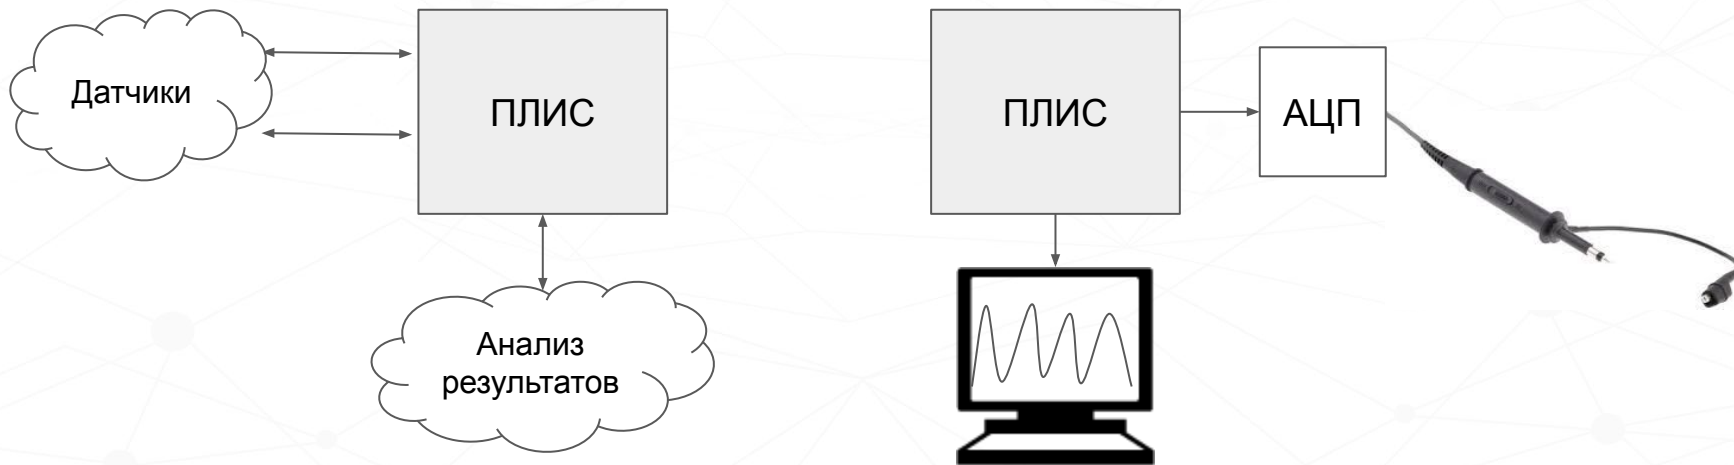 Датчики
ПЛИС
Анализ
результатов
ПЛИС
АЦП